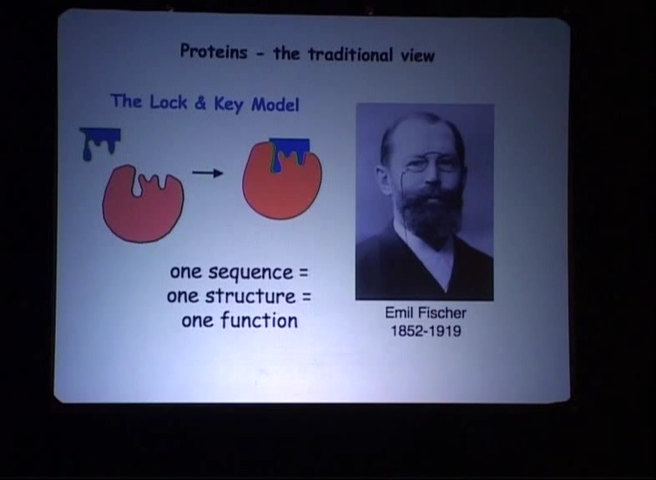 Proteins - the traditional view
The Lock & Key Model
one sequence =
one structure =
one function
Emil Fischer
1852-1919